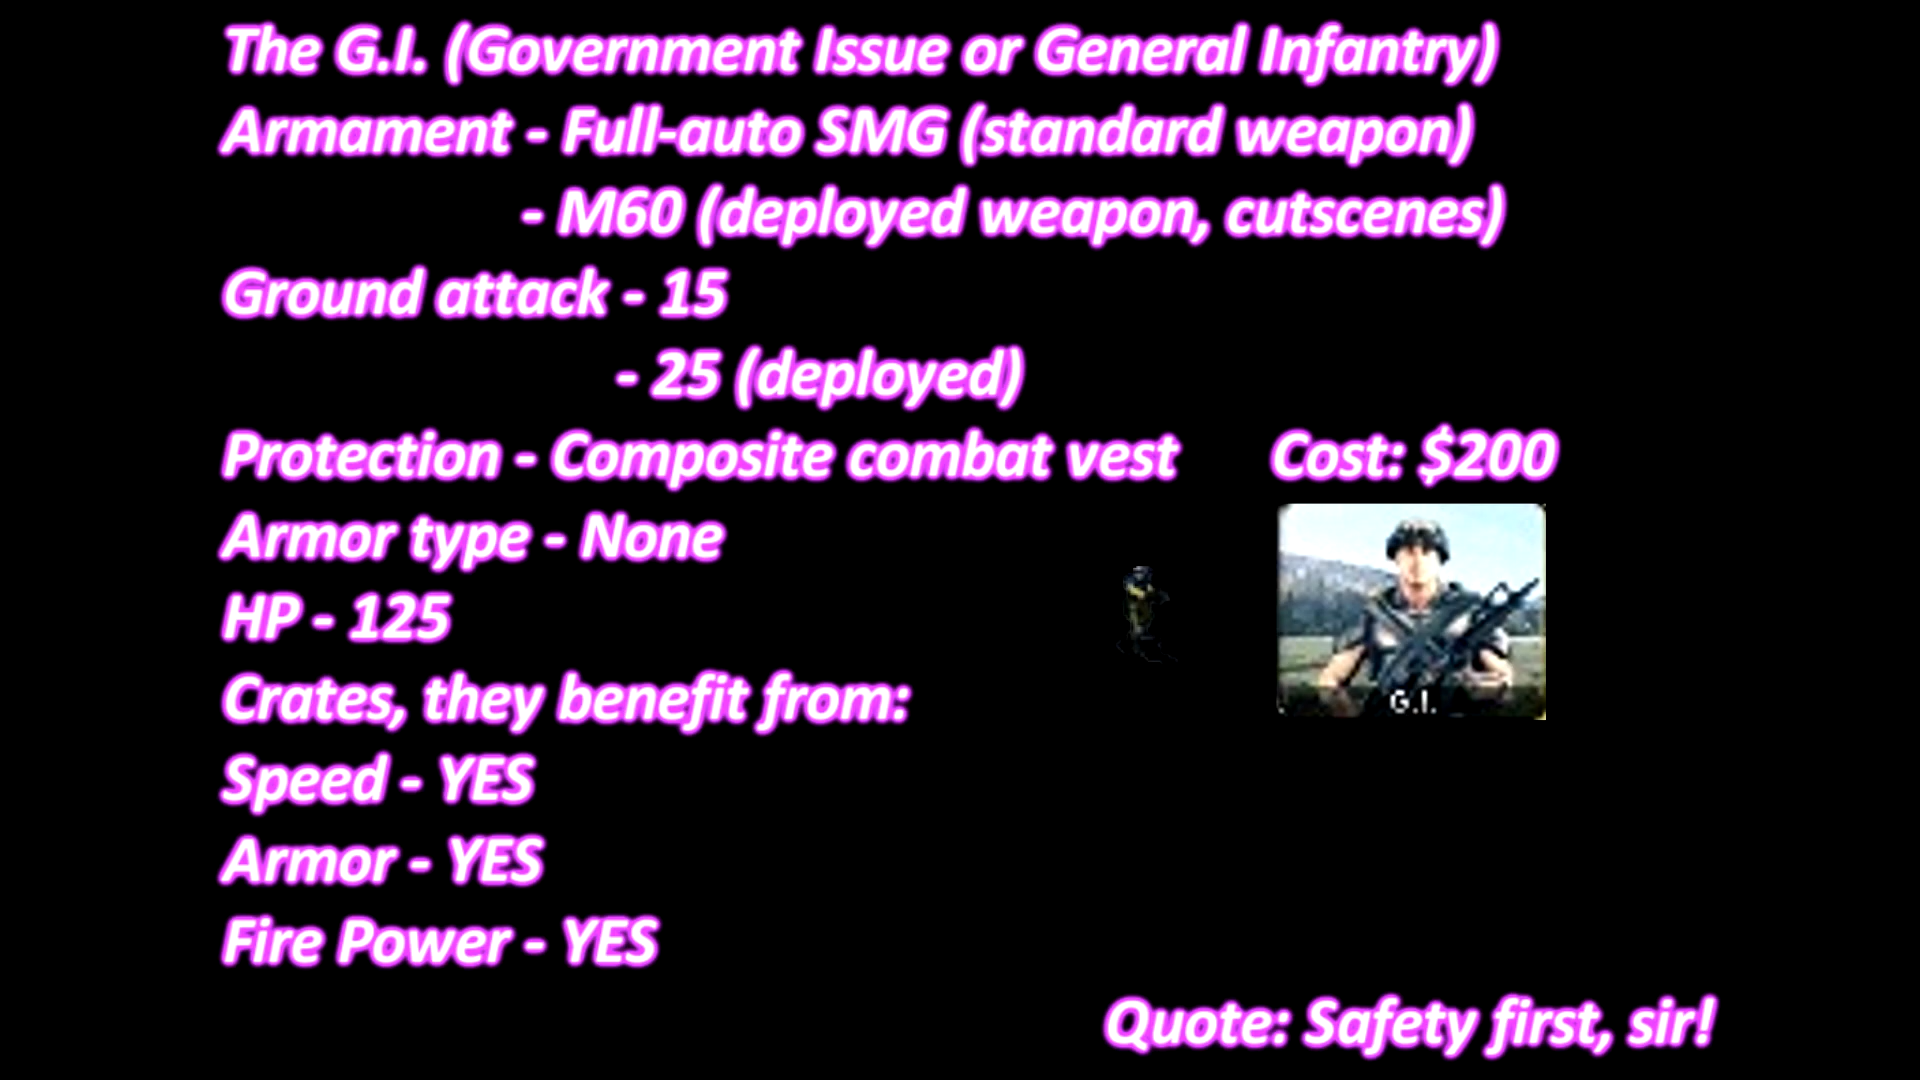 The G.I. (Government Issue or General Infantry)
Armament - Full-auto SMG (standard weapon)
- M60 (deployed weapon, cutscenes)
Ground attack - 15
- 25 (deployed)
Protection - Composite combat vest
Cost: $200
Armor type - None
HP - 125
G.I.
Crates, they benefit from:
Speed - YES
Armor - YES
Fire Power - YES
Quote: Safety first, sir!